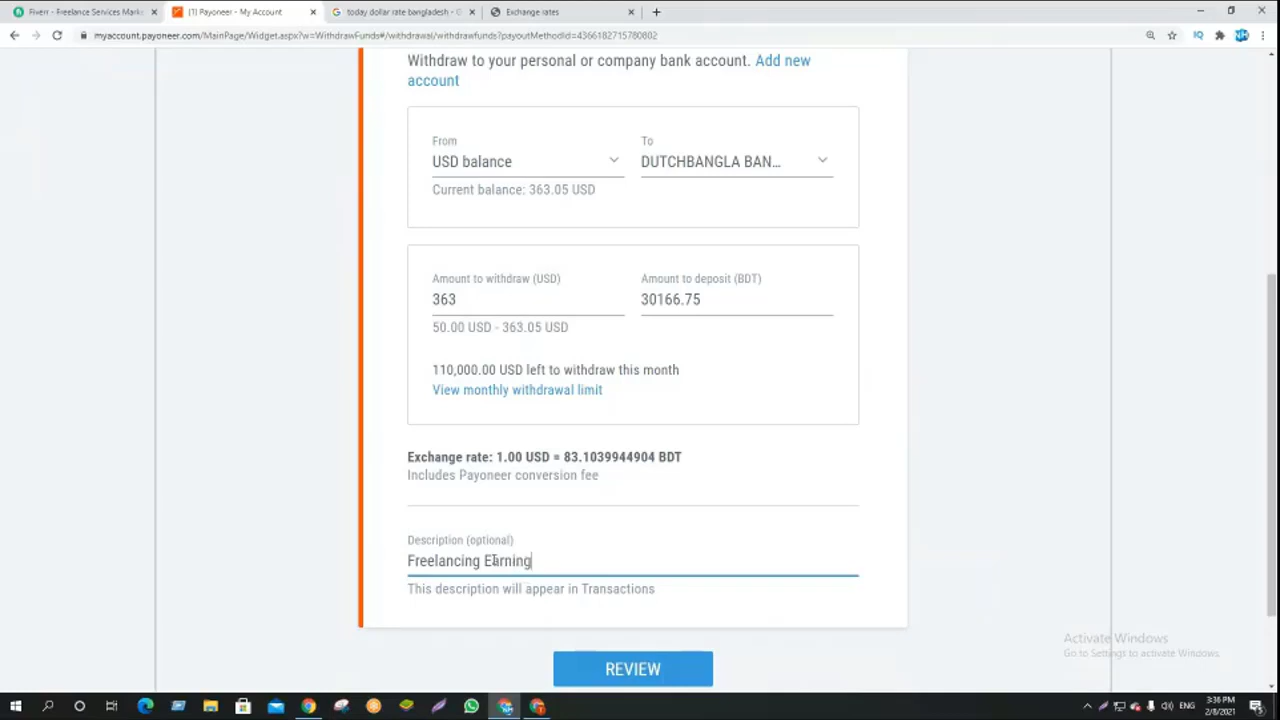 Fiverr - Freelance Services Mark
[1] Payoneer - My Account
today dollar rate bangladesh - G
Exchange rates
myaccount.payoneer.com/MainPage/Widget.aspx?w=WithdrawFunds#/withdrawal/withdrawfunds?payoutMethodId=4366182715780802
Withdraw to your personal or company bank account. Add new
account
From To
USD balance DUTCHBANGLA BAN...
Current balance: 363.05 USD
Amount to withdraw (USD) Amount to deposit (BDT)
363 30166.75
50.00 USD - 363.05 USD
110,000.00 USD left to withdraw this month
View monthly withdrawal limit
Exchange rate: 1.00 USD = 83.1039944904 BDT
Includes Payoneer conversion fee
Description (optional)
Freelancing Earning
This description will appear in Transactions
REVIEW
Activate Windows
Go to Settings to activate Windows.
ENG
3:36 PM
2/8/2021